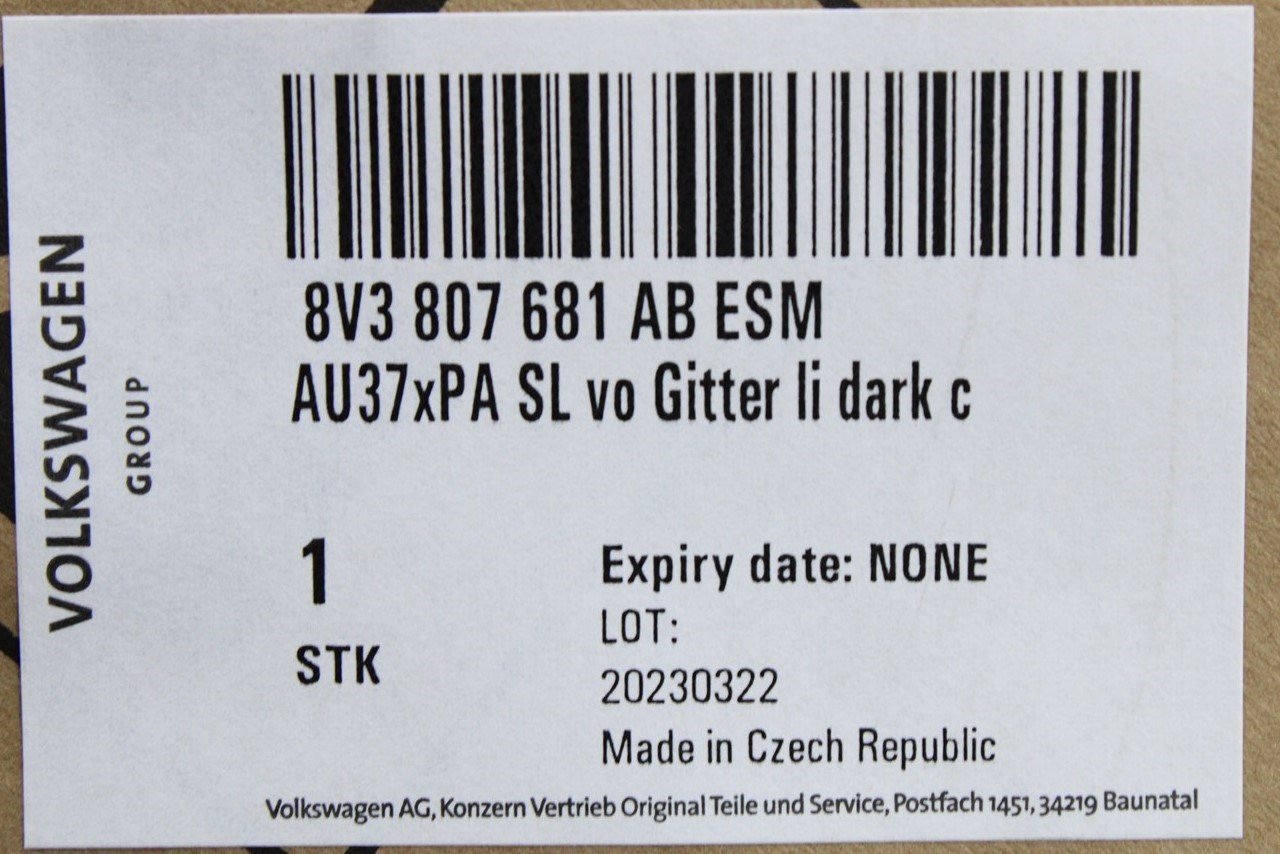 VOLKSWAGEN
GROUP
8V3 807 681 AB ESM
AU37xPA SL vo Gitter li dark c
1
STK
Expiry date: NONE
LOT:
20230322
Made in Czech Republic
Volkswagen AG, Konzern Vertrieb Original Teile und Service, Postfach 1451, 34219 Baunatal